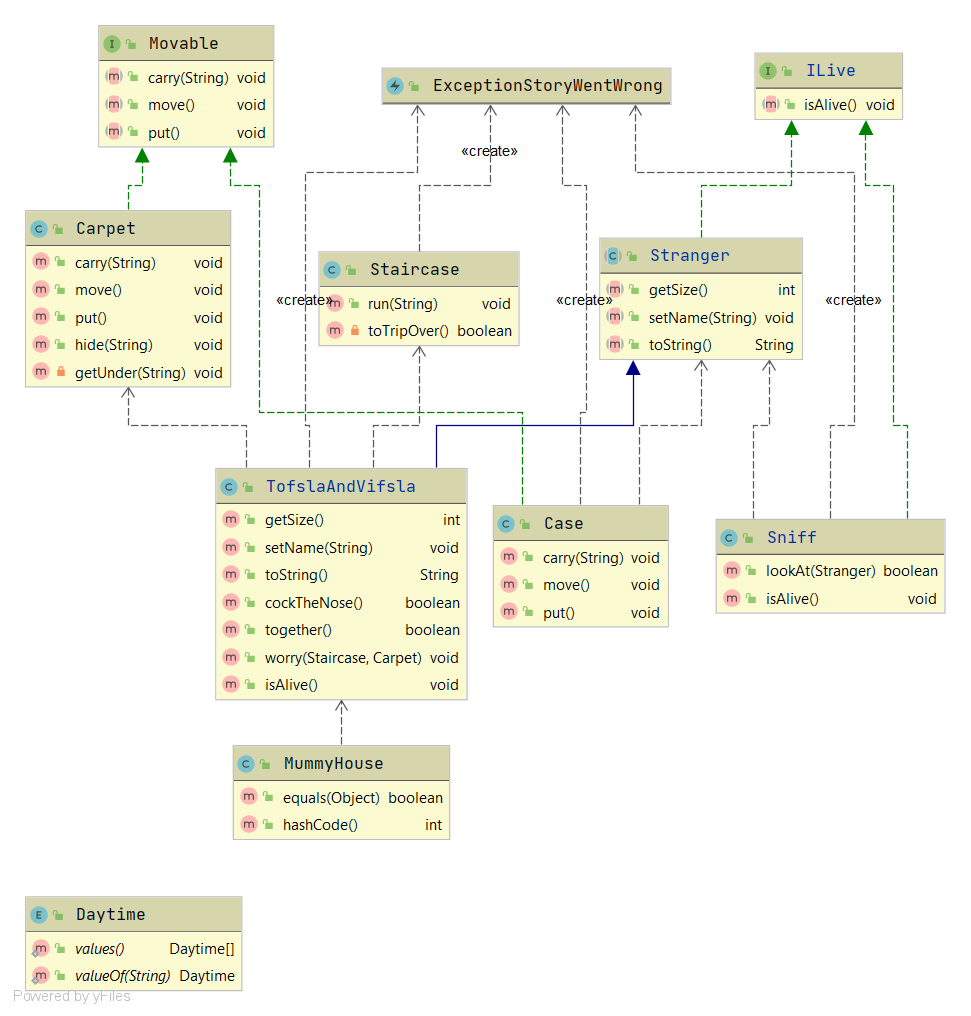 Movable
carry(String) void
move() void
put() void
ExceptionStoryWentWrong
ILive
isAlive() void
«create»
Carpet
carry(String) void
move() void
put() void
hide(String) void
getUnder(String) void
Staircase
run(String) void
toTripOver() boolean
Stranger
getSize() int
setName(String) void
toString() String
«create»
«create»
«create»
TofslaAndVifsla
getSize() int
setName(String) void
toString() String
cockTheNose() boolean
together() boolean
worry(Staircase, Carpet) void
isAlive() void
Case
carry(String) void
move() void
put() void
Sniff
lookAt(Stranger) boolean
isAlive() void
MummyHouse
equals(Object) boolean
hashCode() int
Daytime
values() Daytime[]
valueOf(String) Daytime
Powered by yFiles